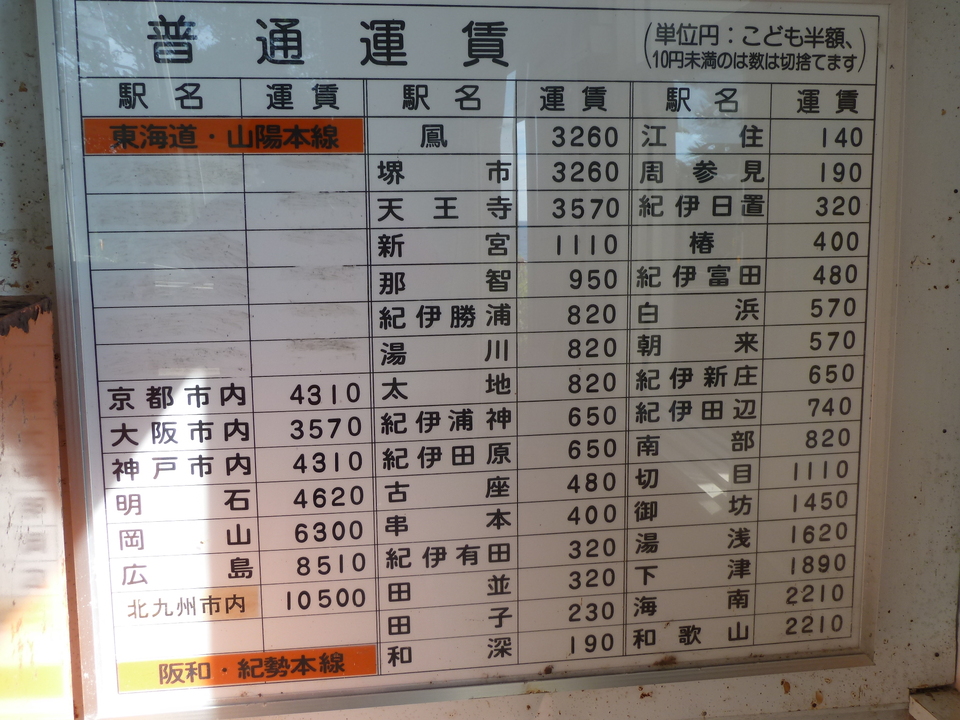 普通運賃
（単位円：こども半額、
10円未満のは数は切捨てます）
駅名 運賃 駅名 運賃 駅名 運賃
東海道・山陽本線 鳳 3260 江住 140
堺市 3260 周参見 190
天王寺 3570 紀伊日置 320
新宮 1110 椿 400
那智 950 紀伊富田 480
紀伊勝浦 820 白浜 570
湯川 820 朝来 570
京都市内 4310 太地 820 紀伊新庄 650
大阪市内 3570 紀伊浦神 650 紀伊田辺 740
神戸市内 4310 紀伊田原 650 南部 820
明石 4620 古座 480 切目 1110
岡山 6300 串本 400 御坊 1450
広島 8510 紀伊有田 320 湯浅 1620
北九州市内 10500 田並 320 下津 1890
田子 230 海南 2210
阪和・紀勢本線 和深 190 和歌山 2210